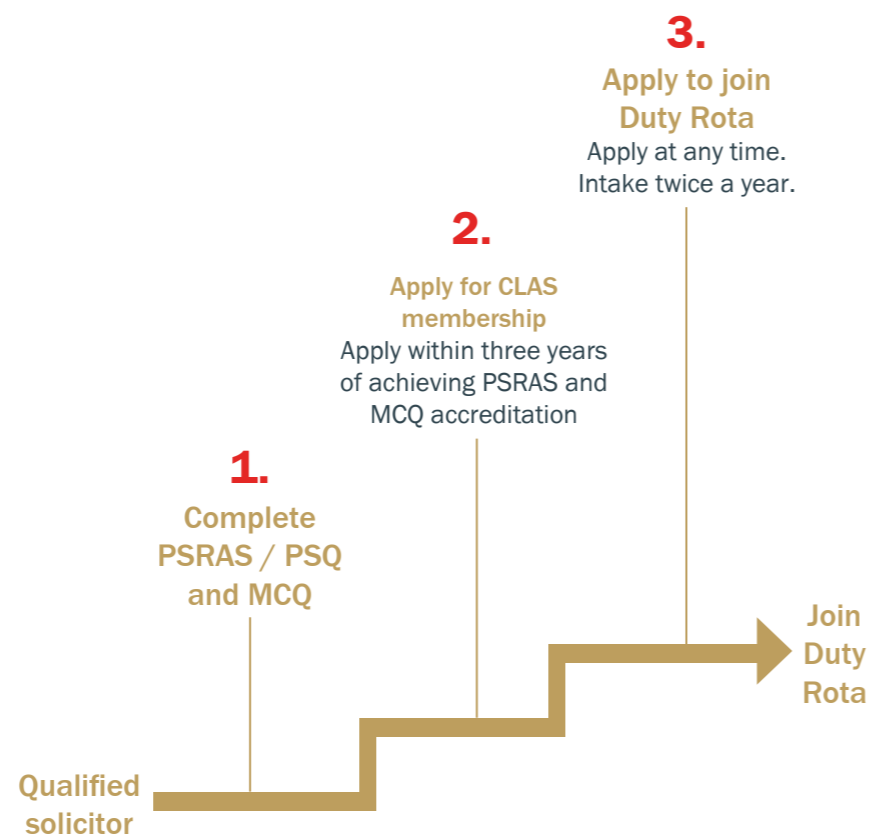 3.
Apply to join
Duty Rota
Apply at any time.
Intake twice a year.
2.
Apply for CLAS
membership
Apply within three years
of achieving PSRAS and
MCQ accreditation
1.
Complete
PSRAS / PSQ
and MCQ
Join
Duty
Rota
Qualified
solicitor